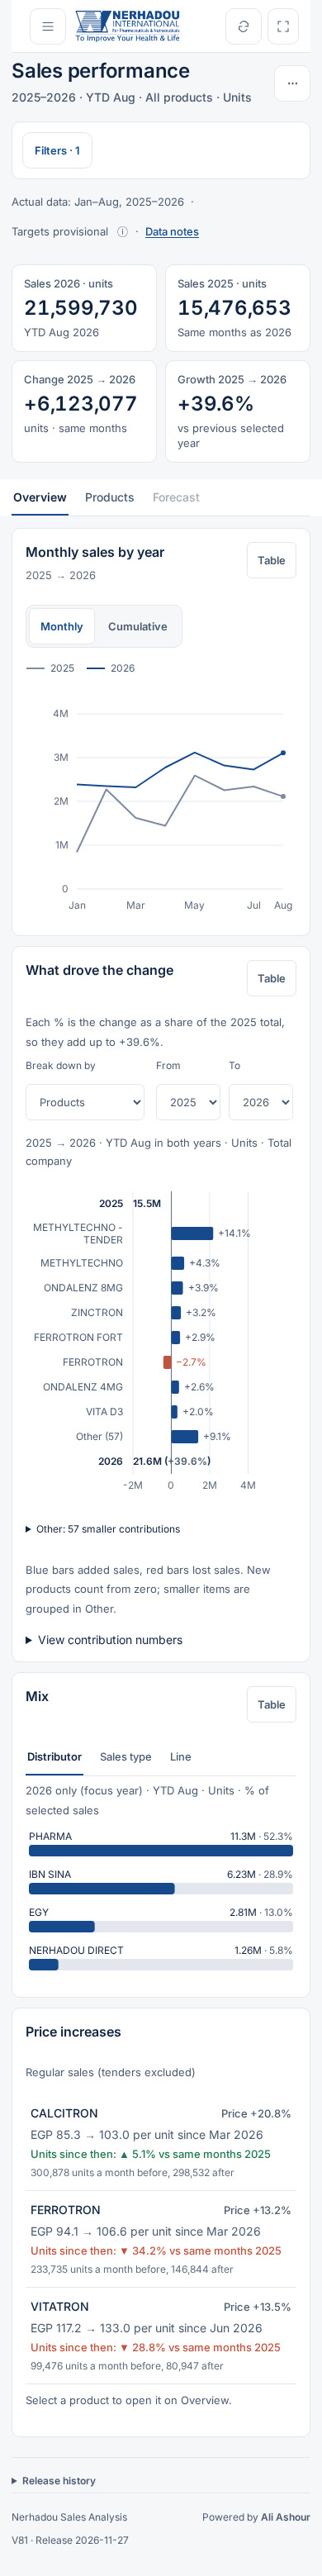 NERHADOU
INTERNATIONAL
For Pharmaceuticals & Nutraceuticals
To Improve Your Health & Life
Sales performance
2025–2026 · YTD Aug · All products · Units
Filters · 1
Actual data: Jan–Aug, 2025–2026 ·
Targets provisional ⓘ · Data notes
Sales 2026 · units
21,599,730
YTD Aug 2026
Sales 2025 · units
15,476,653
Same months as 2026
Change 2025 → 2026
+6,123,077
units · same months
Growth 2025 → 2026
+39.6%
vs previous selected
year
Overview Products Forecast
Monthly sales by year
2025 → 2026
Table
Monthly Cumulative
2025 2026
4M
3M
2M
1M
0
Jan Mar May Jul Aug
What drove the change
Table
Each % is the change as a share of the 2025 total,
so they add up to +39.6%.
Break down by From To
Products 2025 2026
2025 → 2026 · YTD Aug in both years · Units · Total
company
2025 15.5M
METHYLTECHNO -
TENDER +14.1%
METHYLTECHNO +4.3%
ONDALENZ 8MG +3.9%
ZINCTRON +3.2%
FERROTRON FORT +2.9%
FERROTRON −2.7%
ONDALENZ 4MG +2.6%
VITA D3 +2.0%
Other (57) +9.1%
2026 21.6M (+39.6%)
-2M 0 2M 4M
▶ Other: 57 smaller contributions
Blue bars added sales, red bars lost sales. New
products count from zero; smaller items are
grouped in Other.
▶ View contribution numbers
Mix
Table
Distributor Sales type Line
2026 only (focus year) · YTD Aug · Units · % of
selected sales
PHARMA 11.3M · 52.3%
IBN SINA 6.23M · 28.9%
EGY 2.81M · 13.0%
NERHADOU DIRECT 1.26M · 5.8%
Price increases
Regular sales (tenders excluded)
CALCITRON Price +20.8%
EGP 85.3 → 103.0 per unit since Mar 2026
Units since then: ▲ 5.1% vs same months 2025
300,878 units a month before, 298,532 after
FERROTRON Price +13.2%
EGP 94.1 → 106.6 per unit since Mar 2026
Units since then: ▼ 34.2% vs same months 2025
233,735 units a month before, 146,844 after
VITATRON Price +13.5%
EGP 117.2 → 133.0 per unit since Jun 2026
Units since then: ▼ 28.8% vs same months 2025
99,476 units a month before, 80,947 after
Select a product to open it on Overview.
▶ Release history
Nerhadou Sales Analysis Powered by Ali Ashour
V81 · Release 2026-11-27